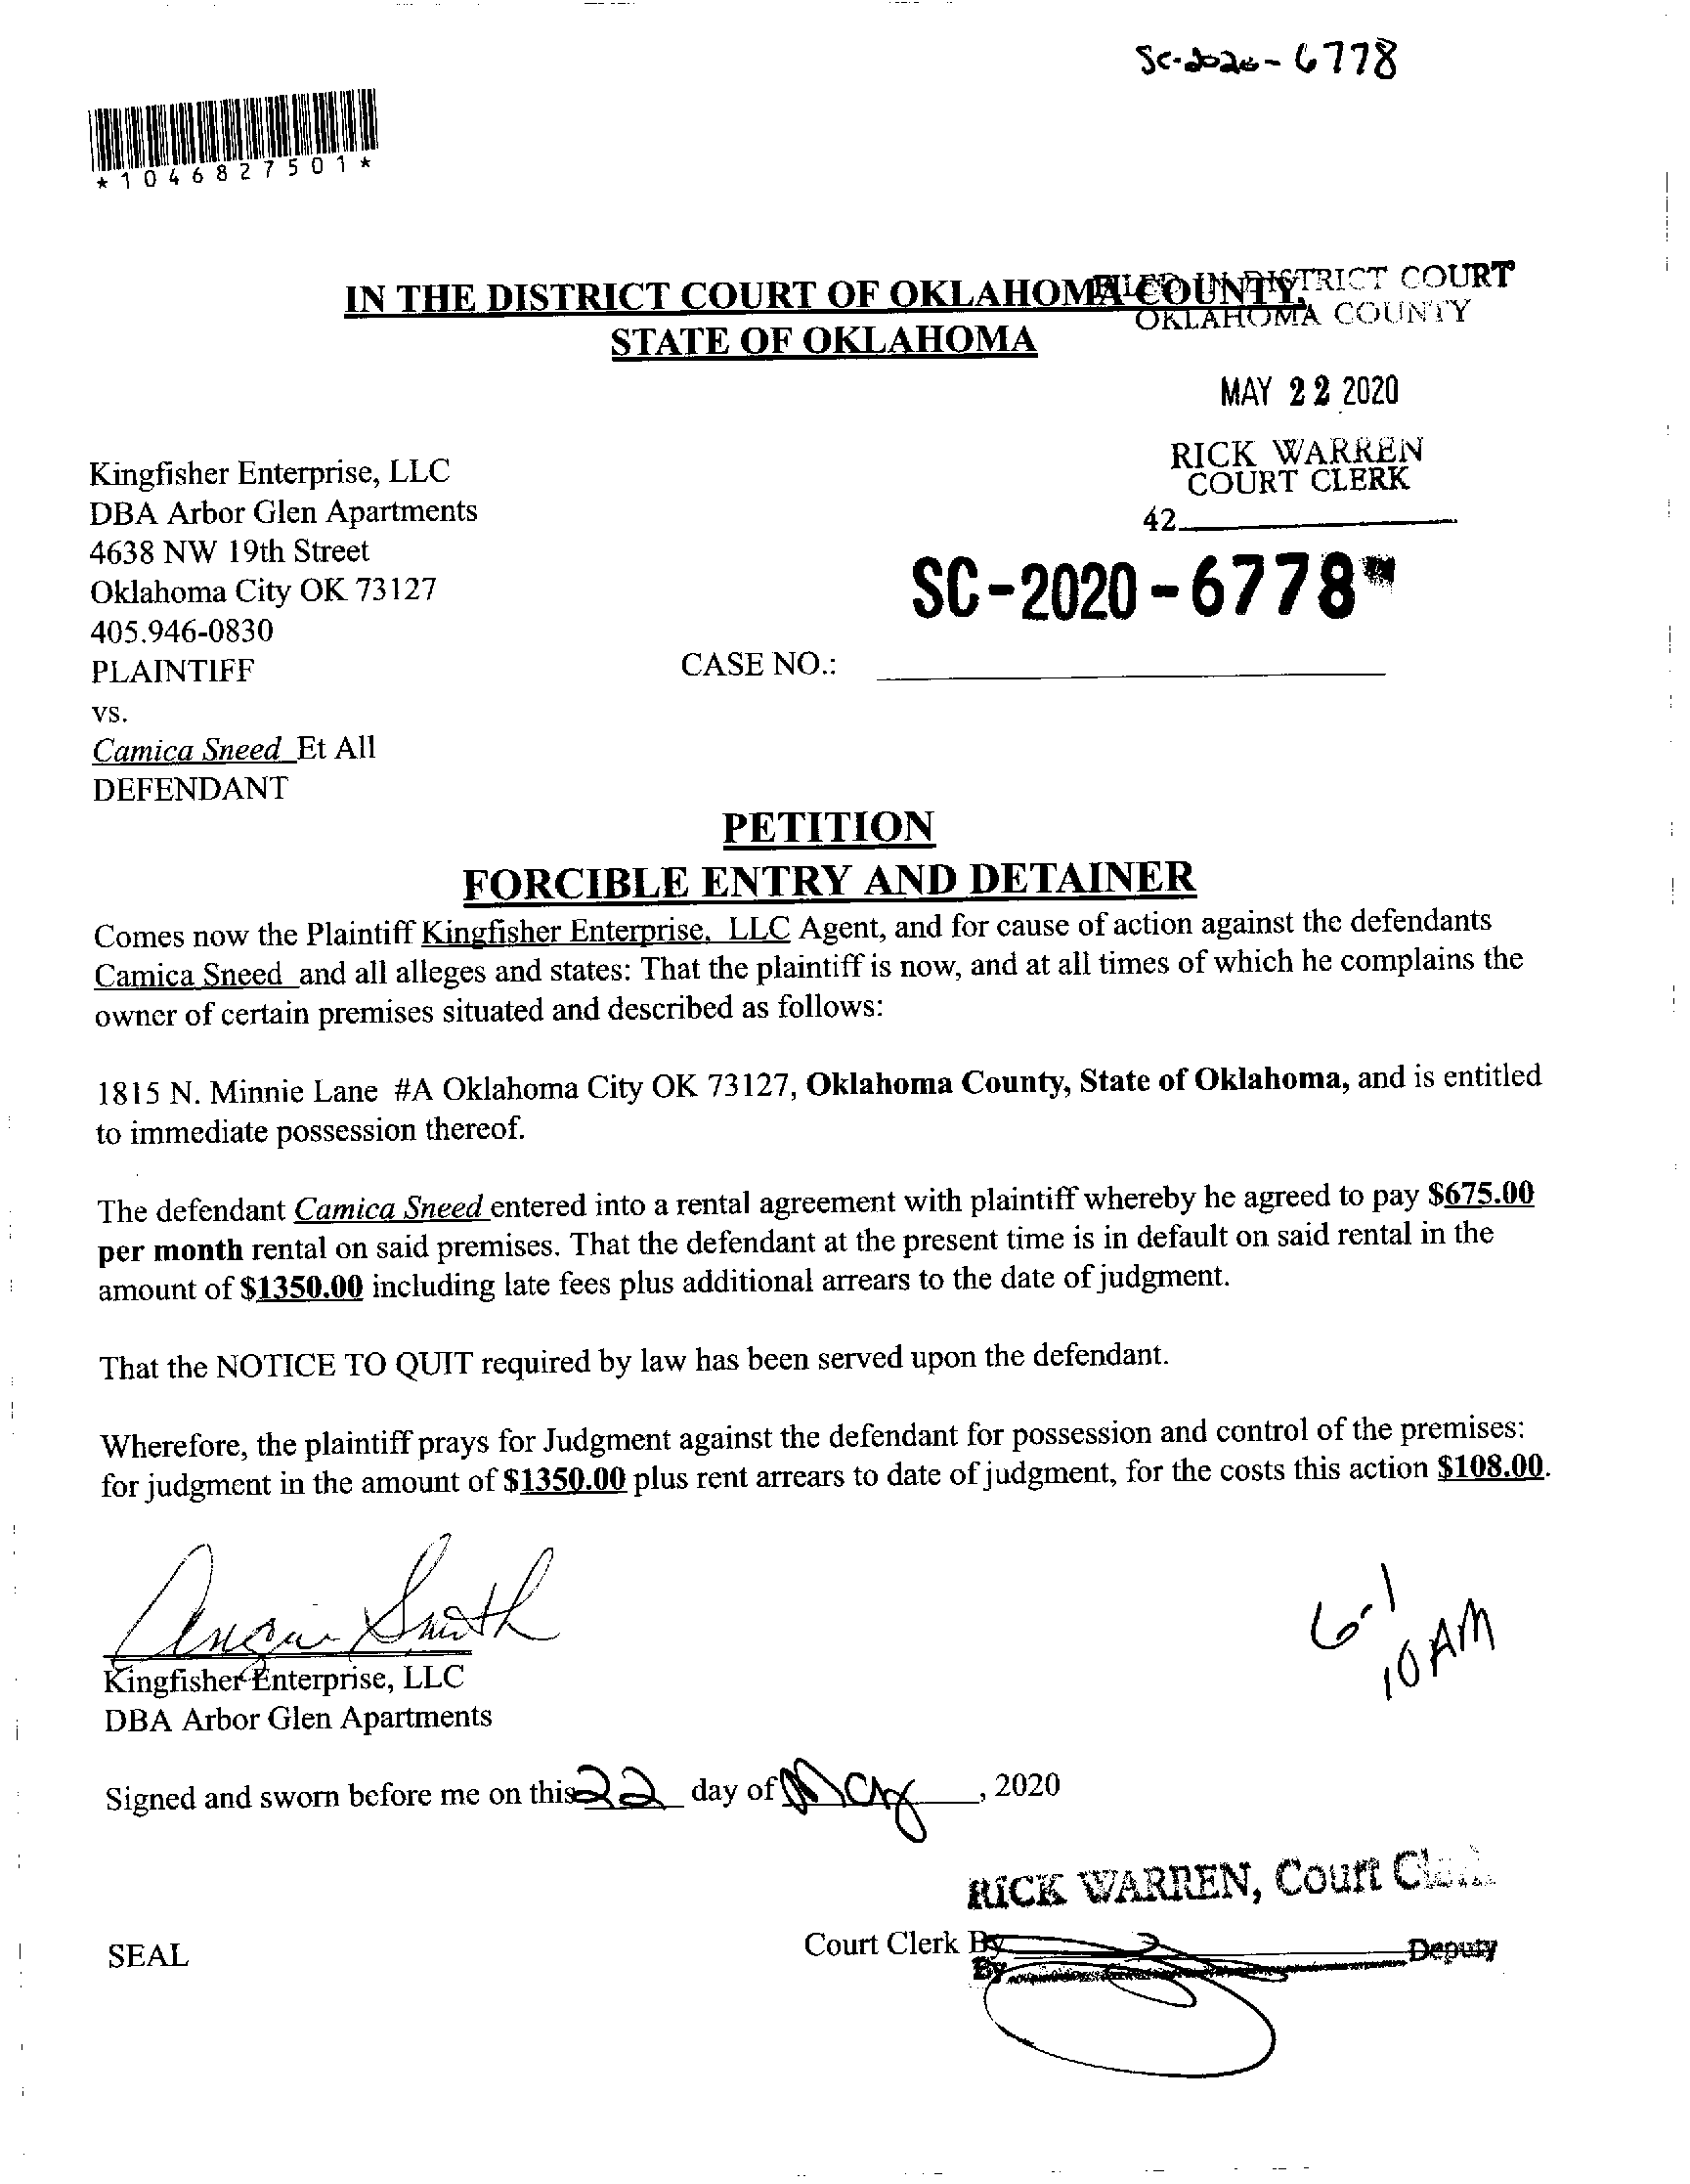 SC-2020-6778
*1046827501*
IN THE DISTRICT COURT OF OKLAHOMA COUNTY,
STATE OF OKLAHOMA
FILED IN DISTRICT COURT
OKLAHOMA COUNTY
MAY 22 2020
RICK WARREN
COURT CLERK
42
Kingfisher Enterprise, LLC
DBA Arbor Glen Apartments
4638 NW 19th Street
Oklahoma City OK 73127
405.946-0830
PLAINTIFF
SC-2020-6778
CASE NO.:
vs.
Camica Sneed Et All
DEFENDANT
PETITION
FORCIBLE ENTRY AND DETAINER
Comes now the Plaintiff Kingfisher Enterprise, LLC Agent, and for cause of action against the defendants
Camica Sneed and all alleges and states: That the plaintiff is now, and at all times of which he complains the
owner of certain premises situated and described as follows:
1815 N. Minnie Lane #A Oklahoma City OK 73127, Oklahoma County, State of Oklahoma, and is entitled
to immediate possession thereof.
The defendant Camica Sneed entered into a rental agreement with plaintiff whereby he agreed to pay $675.00
per month rental on said premises. That the defendant at the present time is in default on said rental in the
amount of $1350.00 including late fees plus additional arrears to the date of judgment.
That the NOTICE TO QUIT required by law has been served upon the defendant.
Wherefore, the plaintiff prays for Judgment against the defendant for possession and control of the premises:
for judgment in the amount of $1350.00 plus rent arrears to date of judgment, for the costs this action $108.00.
Angie Smith
6-1
10 AM
Kingfisher Enterprise, LLC
DBA Arbor Glen Apartments
Signed and sworn before me on this 22 day of May, 2020
RICK WARREN, Court Clerk
SEAL
Court Clerk By
By
Deputy